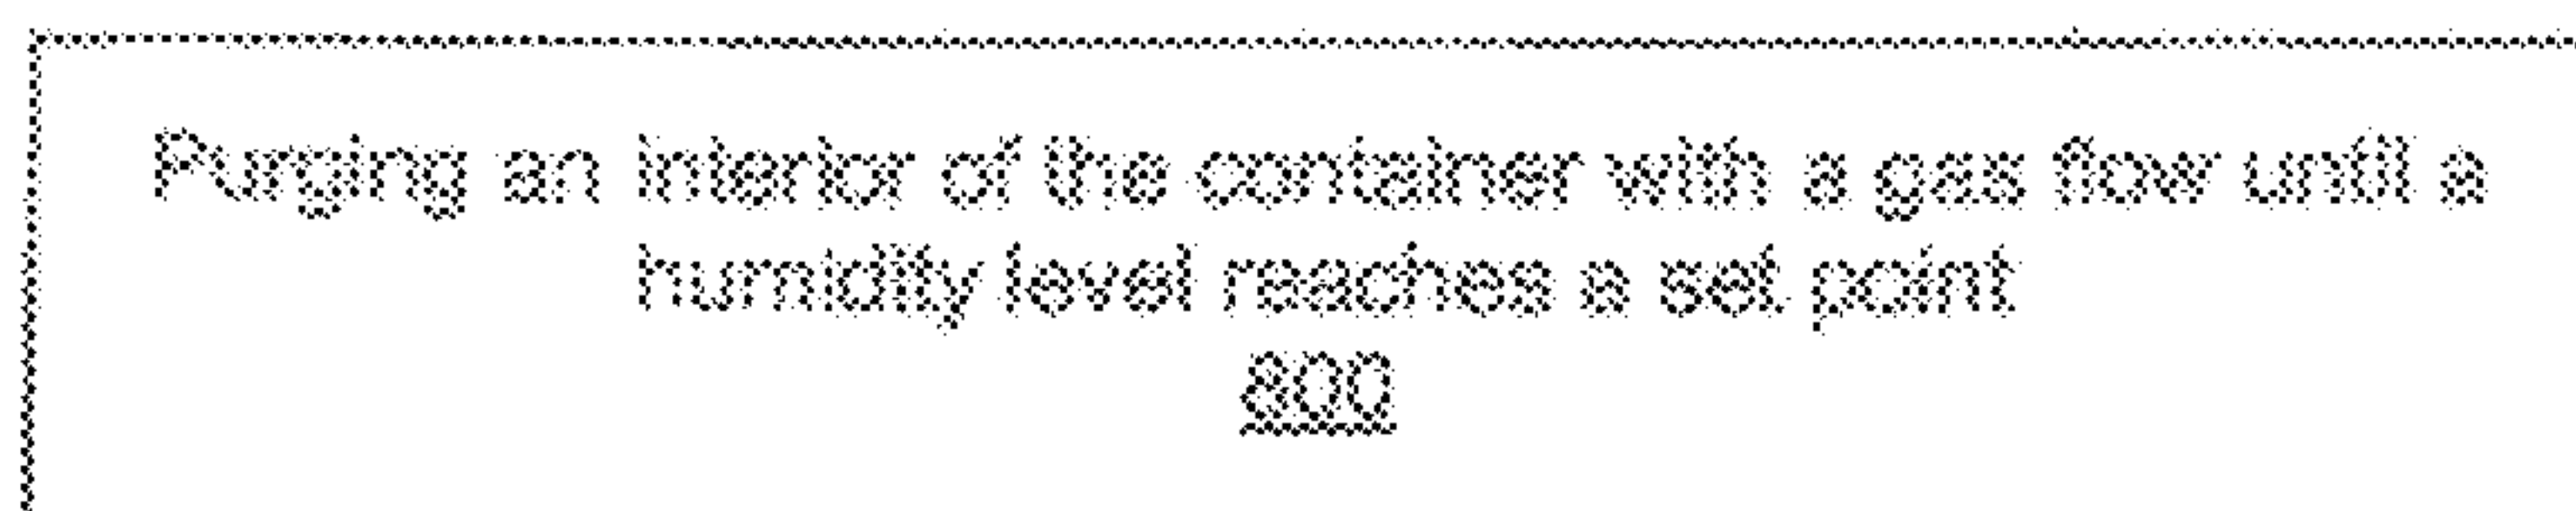 Purging an interior of the container with a gas flow until a
humidity level reaches a set point
800